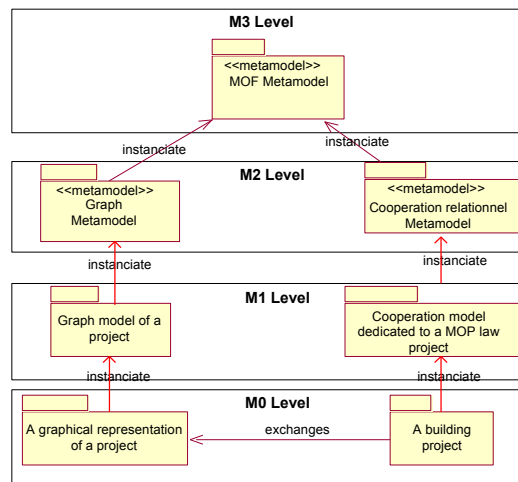 M3 Level
<<metamodel>>
MOF Metamodel
instanciate
instanciate
M2 Level
<<metamodel>>
Graph
Metamodel
<<metamodel>>
Cooperation relationnel
Metamodel
instanciate
instanciate
M1 Level
Graph model of a
project
Cooperation model
dedicated to a MOP law
project
instanciate
instanciate
M0 Level
A graphical representation
of a project
exchanges
A building
project